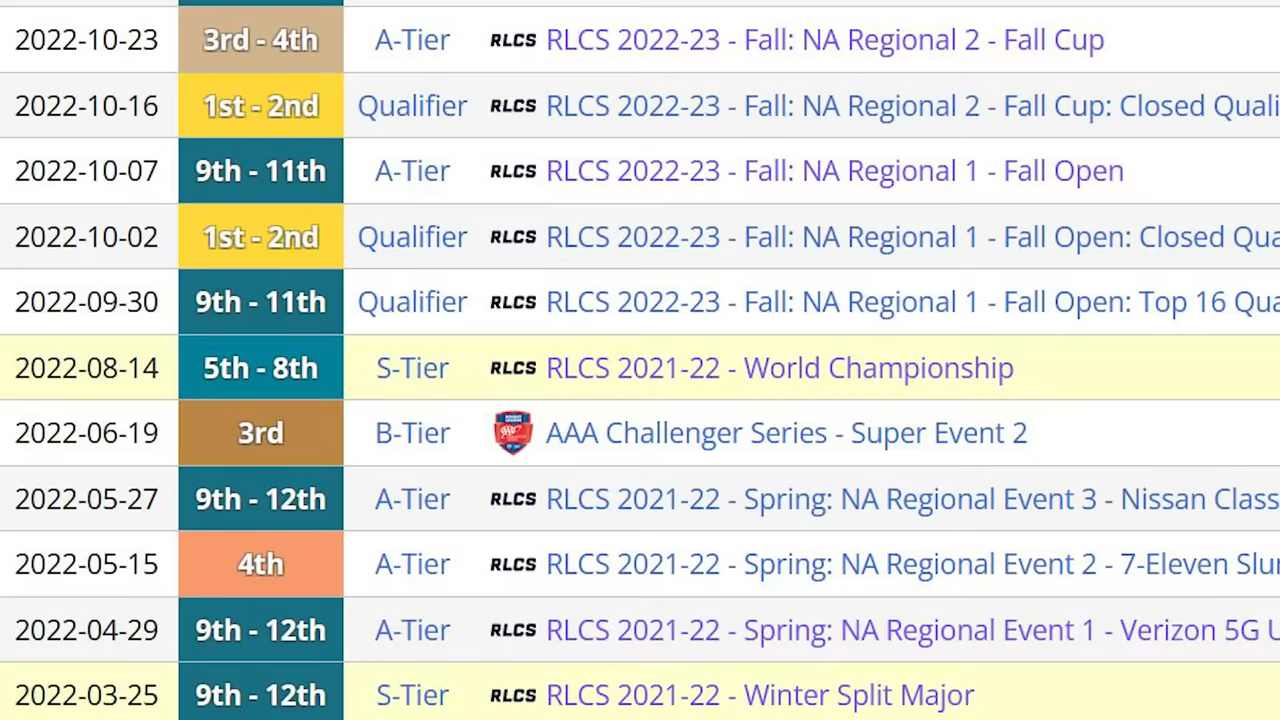 2022-10-23 3rd - 4th A-Tier RLCS RLCS 2022-23 - Fall: NA Regional 2 - Fall Cup
2022-10-16 1st - 2nd Qualifier RLCS RLCS 2022-23 - Fall: NA Regional 2 - Fall Cup: Closed Quali
2022-10-07 9th - 11th A-Tier RLCS RLCS 2022-23 - Fall: NA Regional 1 - Fall Open
2022-10-02 1st - 2nd Qualifier RLCS RLCS 2022-23 - Fall: NA Regional 1 - Fall Open: Closed Qua
2022-09-30 9th - 11th Qualifier RLCS RLCS 2022-23 - Fall: NA Regional 1 - Fall Open: Top 16 Qua
2022-08-14 5th - 8th S-Tier RLCS RLCS 2021-22 - World Championship
2022-06-19 3rd B-Tier AAA Challenger Series - Super Event 2
2022-05-27 9th - 12th A-Tier RLCS RLCS 2021-22 - Spring: NA Regional Event 3 - Nissan Class
2022-05-15 4th A-Tier RLCS RLCS 2021-22 - Spring: NA Regional Event 2 - 7-Eleven Slur
2022-04-29 9th - 12th A-Tier RLCS RLCS 2021-22 - Spring: NA Regional Event 1 - Verizon 5G U
2022-03-25 9th - 12th S-Tier RLCS RLCS 2021-22 - Winter Split Major